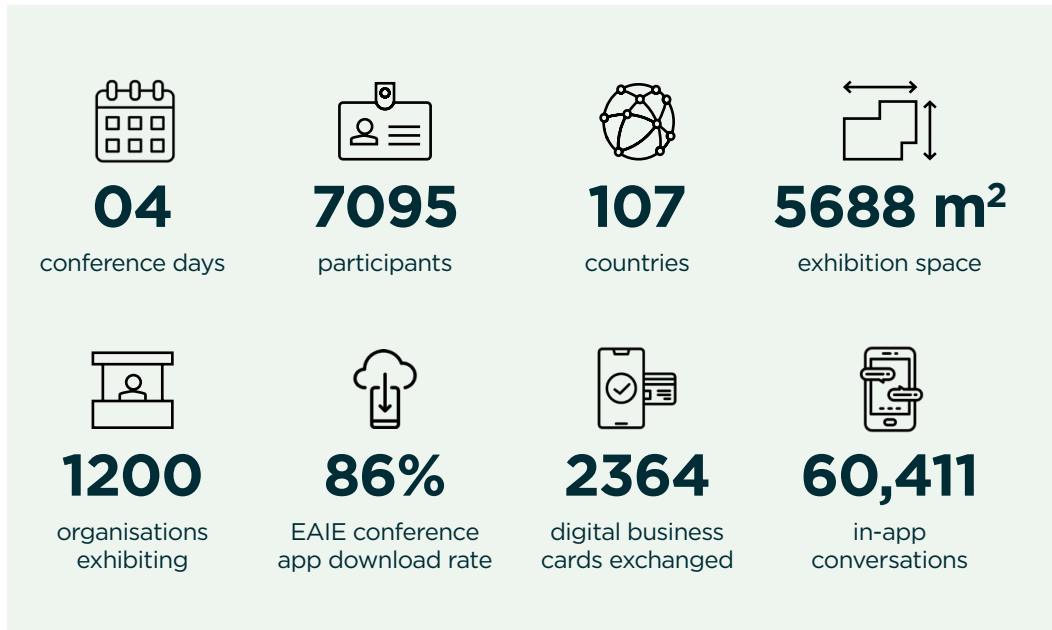 04
conference days
7095
participants
107
countries
5688 m²
exhibition space
1200
organisations
exhibiting
86%
EAIE conference
app download rate
2364
digital business
cards exchanged
60,411
in-app
conversations